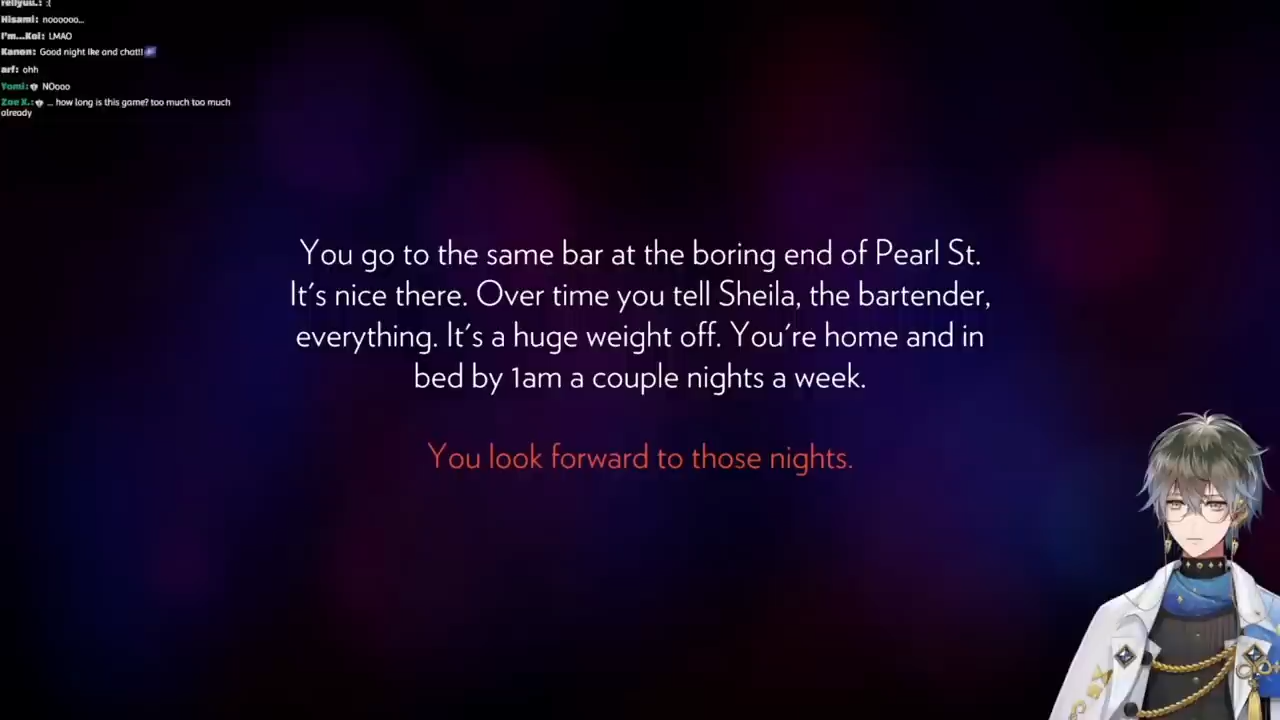 rellyuu.: :(
Hisami: noooooo...
I'm...Kai: LMAO
Kanon: Good night Ike and chat!!
arf: ohh
Yomi: NOooo
Zoe X.: ... how long is this game? too much too much
already
You go to the same bar at the boring end of Pearl St.
It's nice there. Over time you tell Sheila, the bartender,
everything. It's a huge weight off. You're home and in
bed by 1am a couple nights a week.
You look forward to those nights.